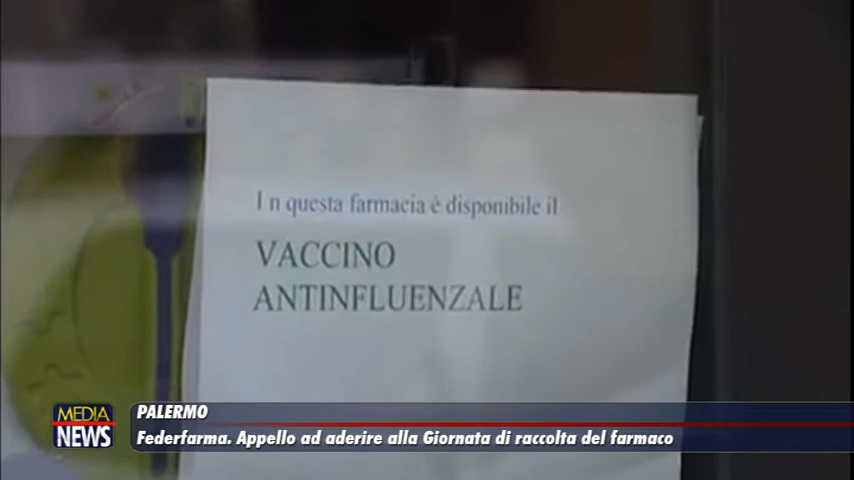 I n questa farmacia è disponibile il
VACCINO
ANTINFLUENZALE
MEDIA
NEWS
PALERMO
Federfarma. Appello ad aderire alla Giornata di raccolta del farmaco